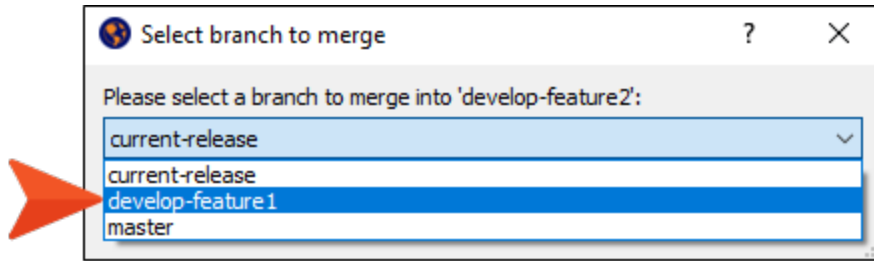 Select branch to merge ? ×
Please select a branch to merge into 'develop-feature2':
current-release
current-release
develop-feature1
master